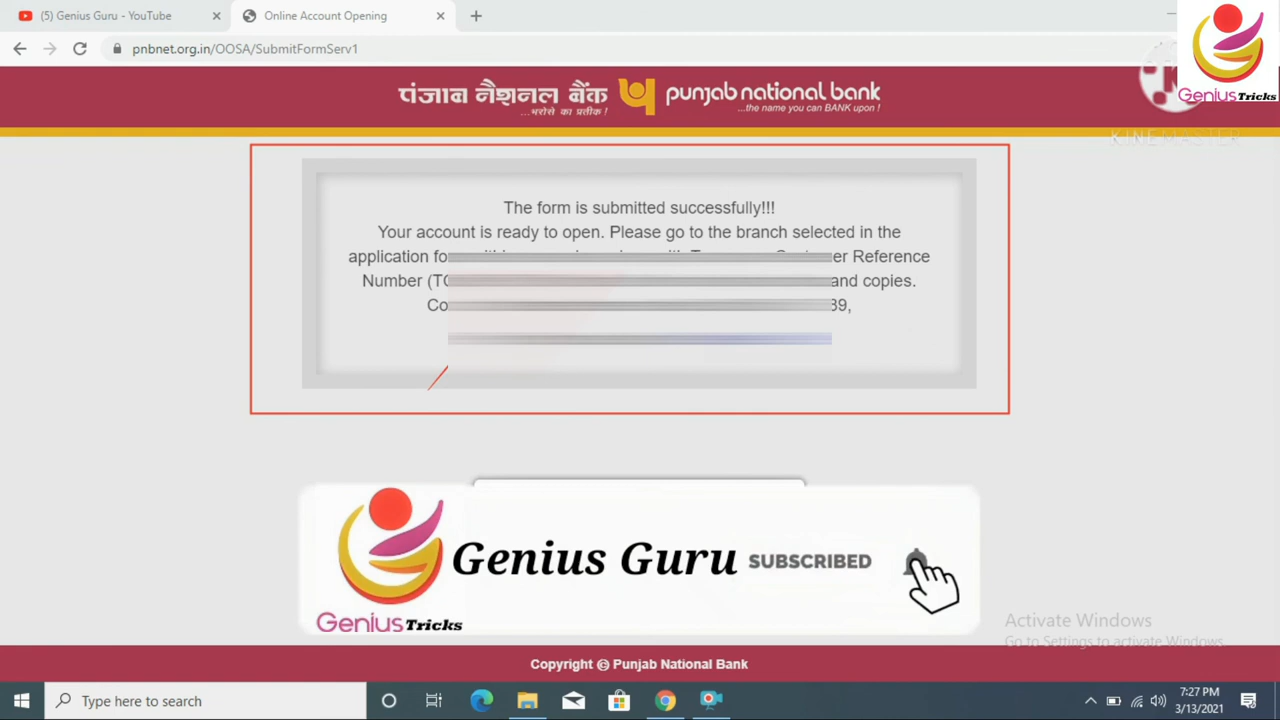 (5) Genius Guru - YouTube
Online Account Opening
pnbnet.org.in/OOSA/SubmitFormServ1
Genius Tricks
KINEMASTER
पंजाब नैशनल बैंक punjab national bank
...भरोसे का प्रतीक! ...the name you can BANK upon!
The form is submitted successfully!!!
Your account is ready to open. Please go to the branch selected in the
application Reference
Number and copies.
39,
Genius Guru SUBSCRIBED
Genius Tricks
Activate Windows
Go to Settings to activate Windows.
Copyright © Punjab National Bank
Type here to search
7:27 PM
3/13/2021